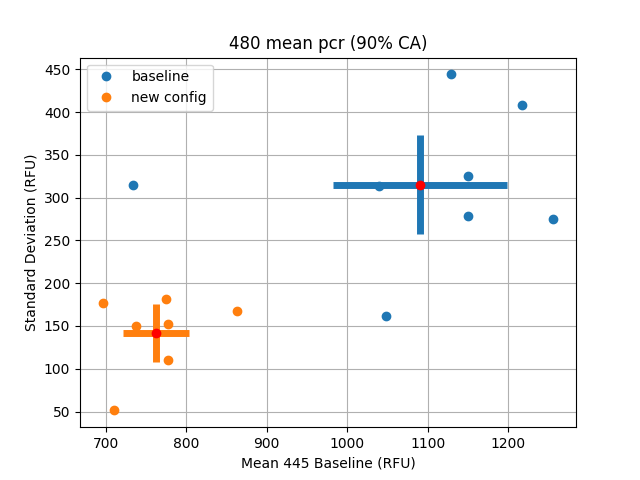 480 mean pcr (90% CA)
baseline
new config
Standard Deviation (RFU)
450
400
350
300
250
200
150
100
50
700 800 900 1000 1100 1200
Mean 445 Baseline (RFU)